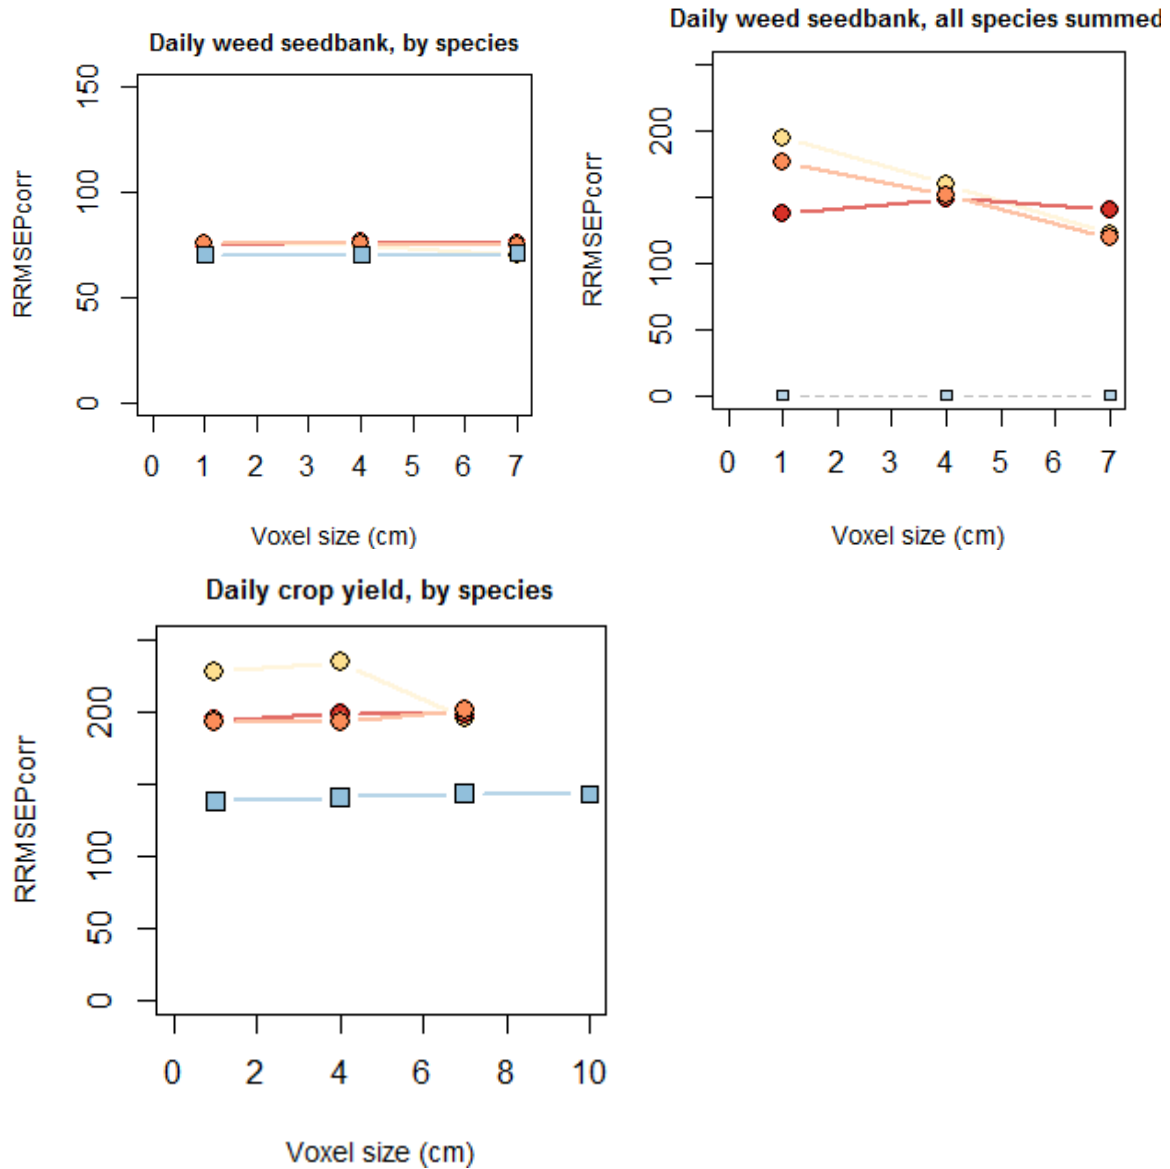 Daily weed seedbank, by species
RRMSEPcorr
150
100
50
0
0 1 2 3 4 5 6 7
Voxel size (cm)
Daily weed seedbank, all species summed
RRMSEPcorr
200
100
50
0
0 1 2 3 4 5 6 7
Voxel size (cm)
Daily crop yield, by species
RRMSEPcorr
200
100
50
0
0 2 4 6 8 10
Voxel size (cm)